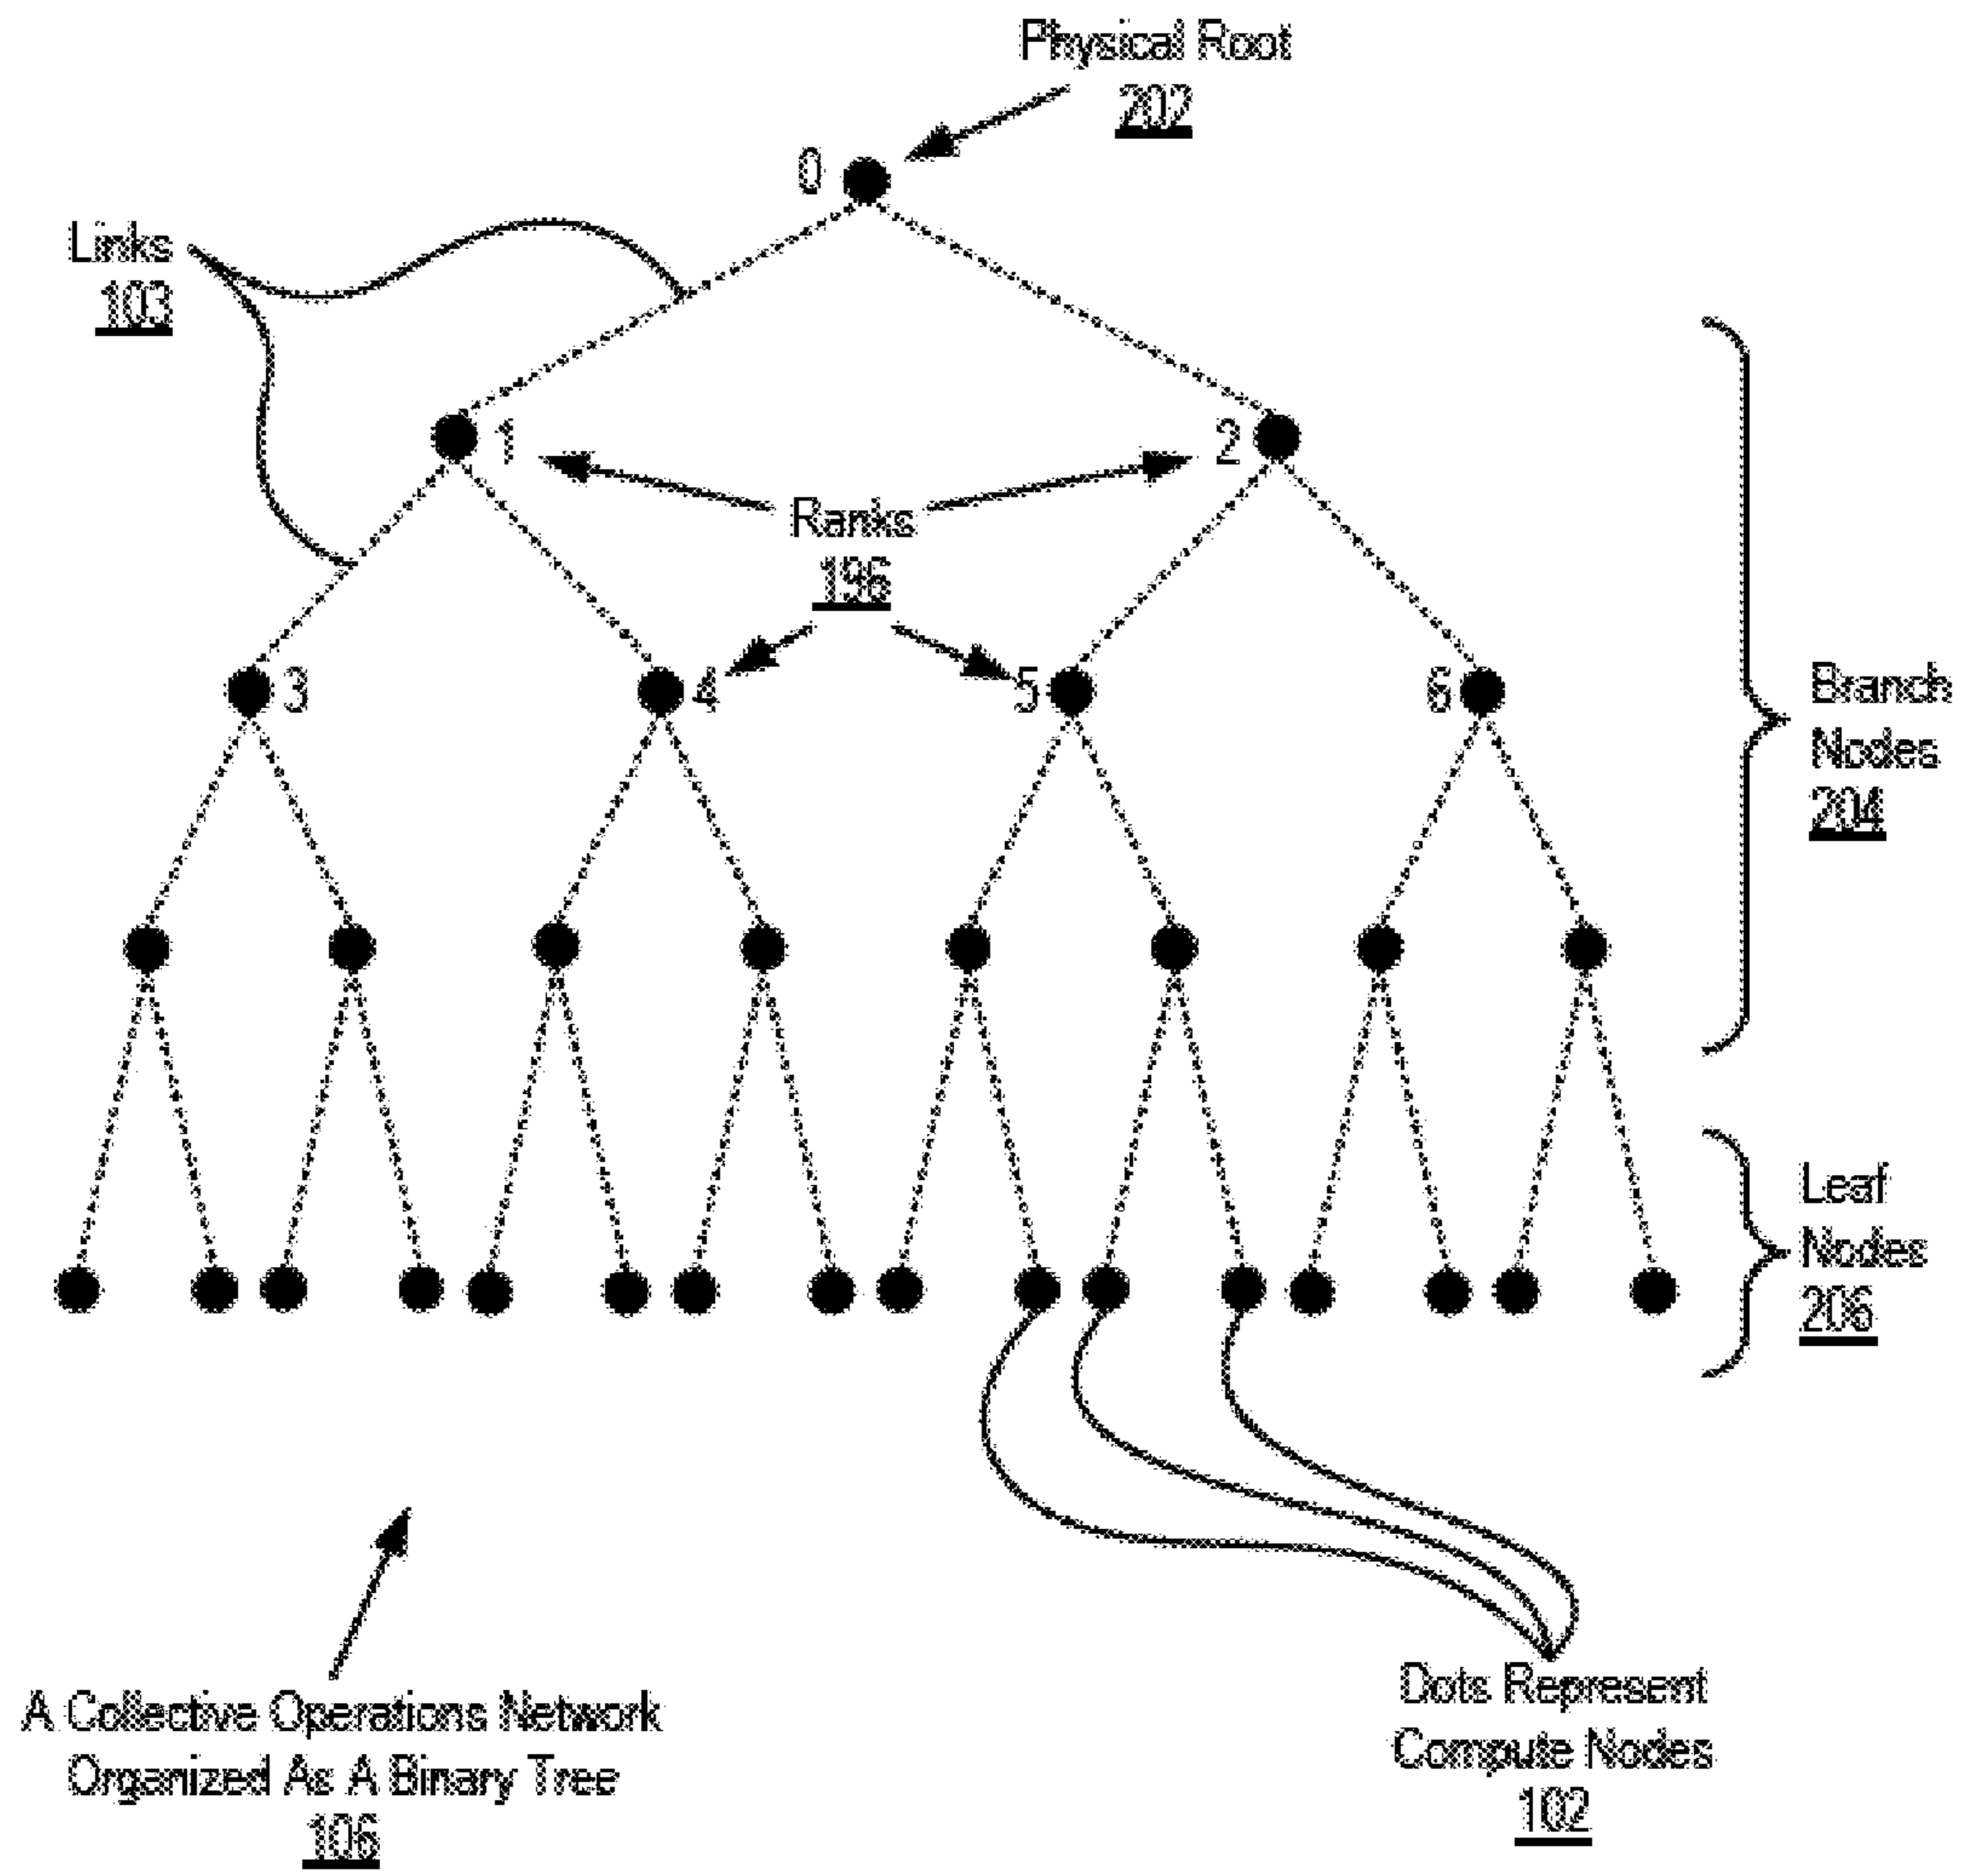 Physical Root
202
0
Links
103
1
2
Ranks
196
3
4
5
6
Branch
Nodes
204
Leaf
Nodes
206
A Collective Operations Network
Organized As A Binary Tree
106
Dots Represent
Compute Nodes
102